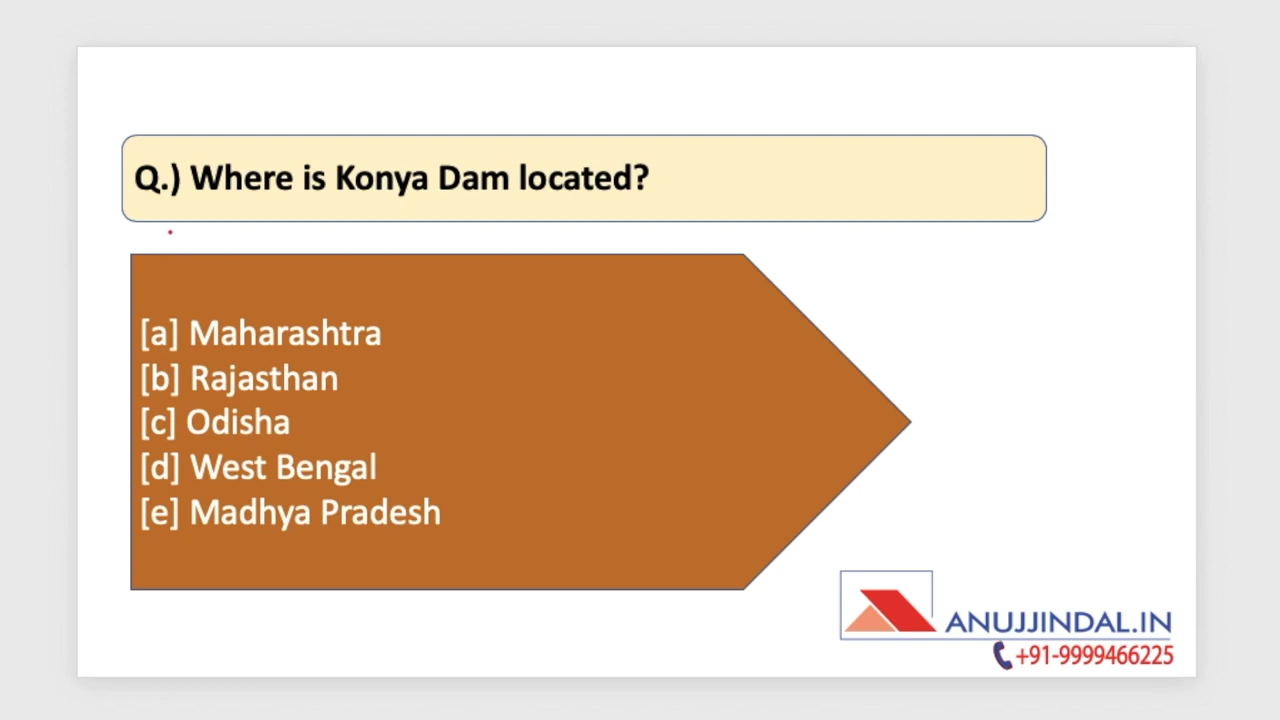 Q.) Where is Konya Dam located?
[a] Maharashtra
[b] Rajasthan
[c] Odisha
[d] West Bengal
[e] Madhya Pradesh
ANUJJINDAL.IN
+91-9999466225